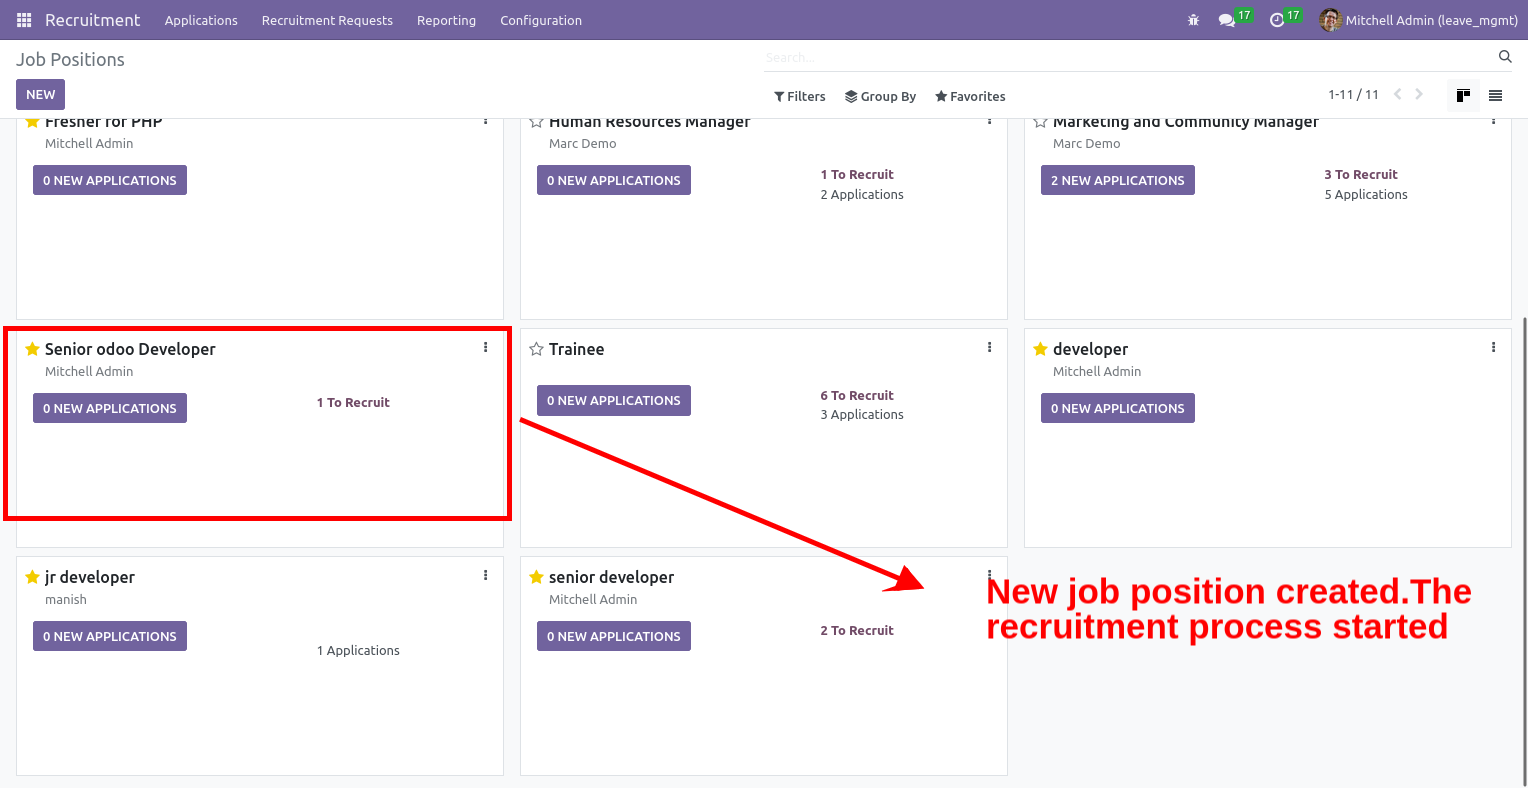 Recruitment Applications Recruitment Requests Reporting Configuration 17 17 Mitchell Admin (leave_mgmt)
Job Positions
Search...
NEW
Filters Group By Favorites 1-11 / 11
Fresher for PHP
Mitchell Admin
0 NEW APPLICATIONS
Human Resources Manager
Marc Demo
0 NEW APPLICATIONS
1 To Recruit
2 Applications
Marketing and Community Manager
Marc Demo
2 NEW APPLICATIONS
3 To Recruit
5 Applications
Senior odoo Developer
Mitchell Admin
0 NEW APPLICATIONS
1 To Recruit
Trainee
0 NEW APPLICATIONS
6 To Recruit
3 Applications
developer
Mitchell Admin
0 NEW APPLICATIONS
jr developer
manish
0 NEW APPLICATIONS
1 Applications
senior developer
Mitchell Admin
0 NEW APPLICATIONS
2 To Recruit
New job position created.The
recruitment process started